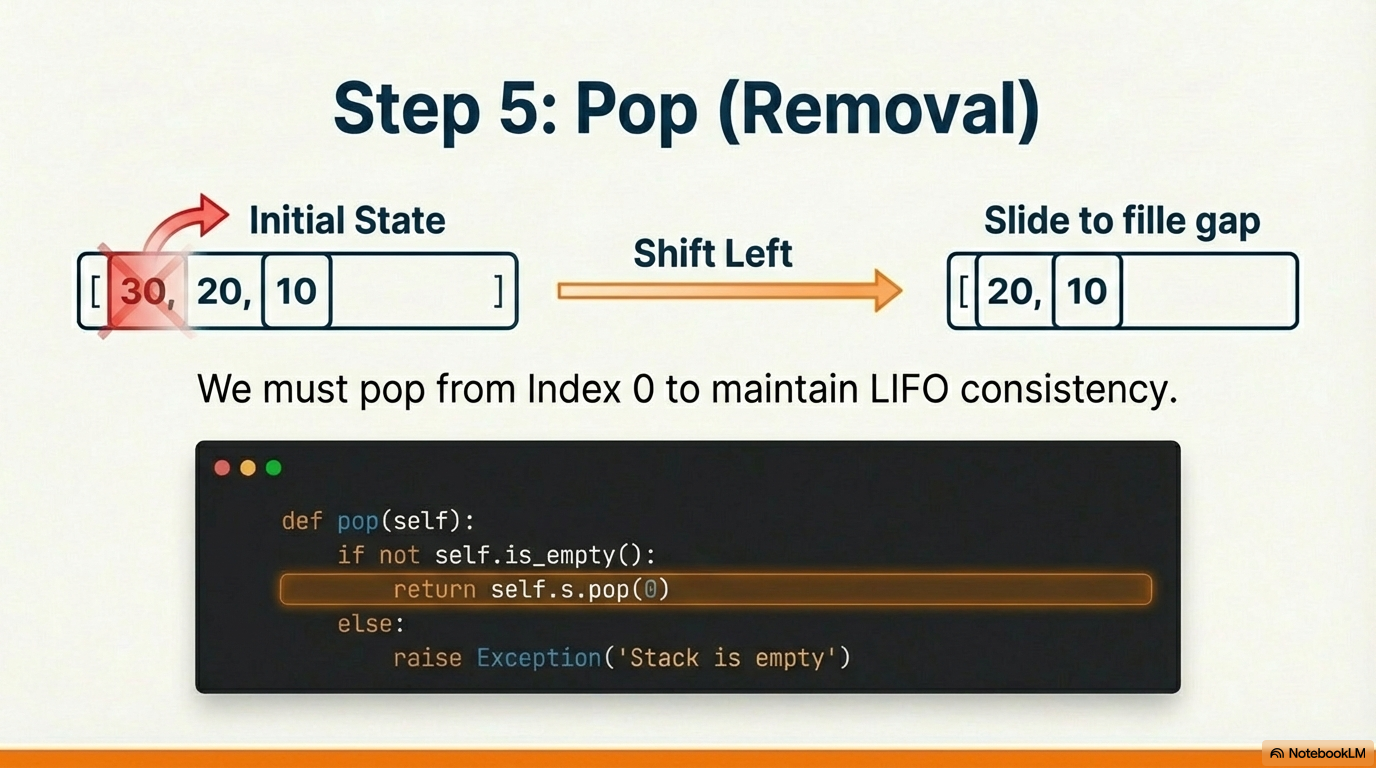 Step 5: Pop (Removal)
Initial State
[ 30, 20, 10 ]
Shift Left
Slide to fille gap
[ 20, 10
We must pop from Index 0 to maintain LIFO consistency.
def pop(self):
    if not self.is_empty():
        return self.s.pop(0)
    else:
        raise Exception('Stack is empty')
NotebookLM